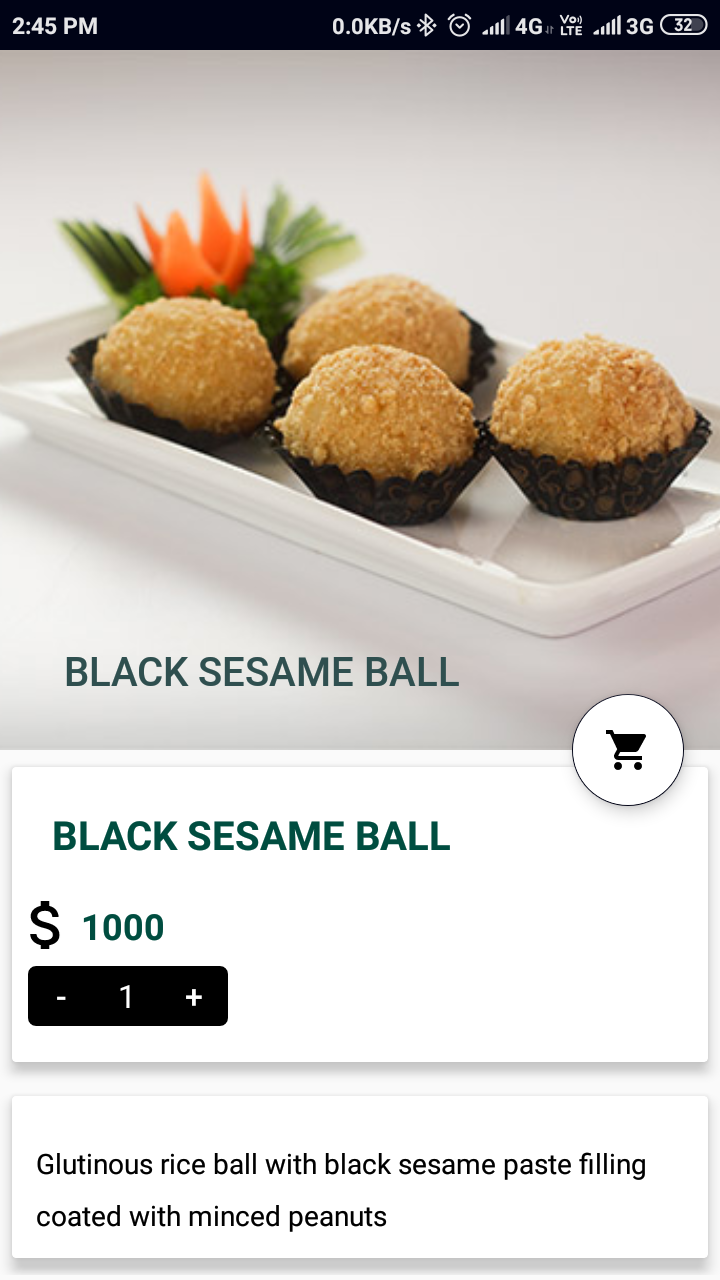 2:45 PM 0.0KB/s 4G Vo)) LTE 3G 32
BLACK SESAME BALL
BLACK SESAME BALL
$ 1000
- 1 +
Glutinous rice ball with black sesame paste filling
coated with minced peanuts